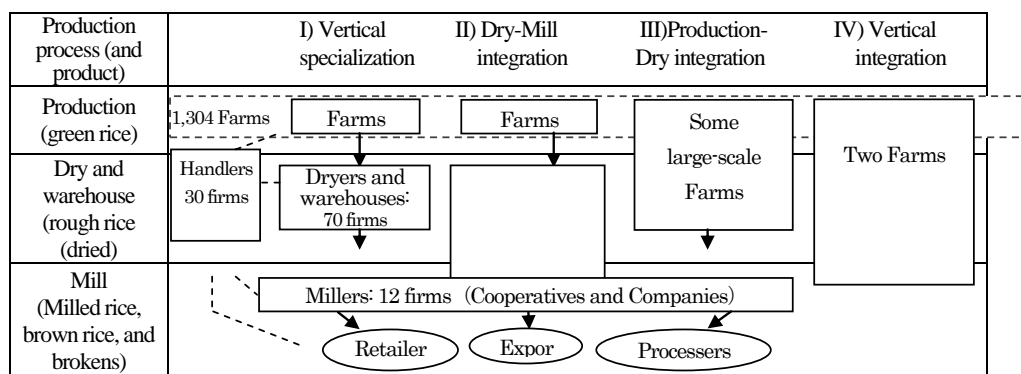 Production
process (and
product)
I) Vertical
specialization
II) Dry-Mill
integration
III)Production-
Dry integration
IV) Vertical
integration
Production
(green rice)
1,304 Farms
Farms
Farms
Some
large-scale
Farms
Two Farms
Dry and
warehouse
(rough rice
(dried)
Handlers
30 firms
Dryers and
warehouses:
70 firms
Mill
(Milled rice,
brown rice, and
brokens)
Millers: 12 firms (Cooperatives and Companies)
Retailer
Expor
Processers